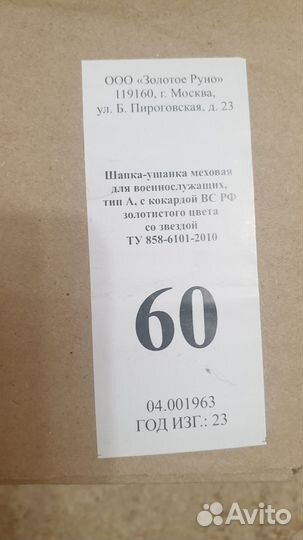 ООО «Золотое Руно»
119160, г. Москва,
ул. Б. Пироговская, д. 23
Шапка-ушанка меховая
для военнослужащих,
тип А, с кокардой ВС РФ
золотистого цвета
со звездой
ТУ 858-6101-2010
60
04.001963
ГОД ИЗГ.: 23
Avito